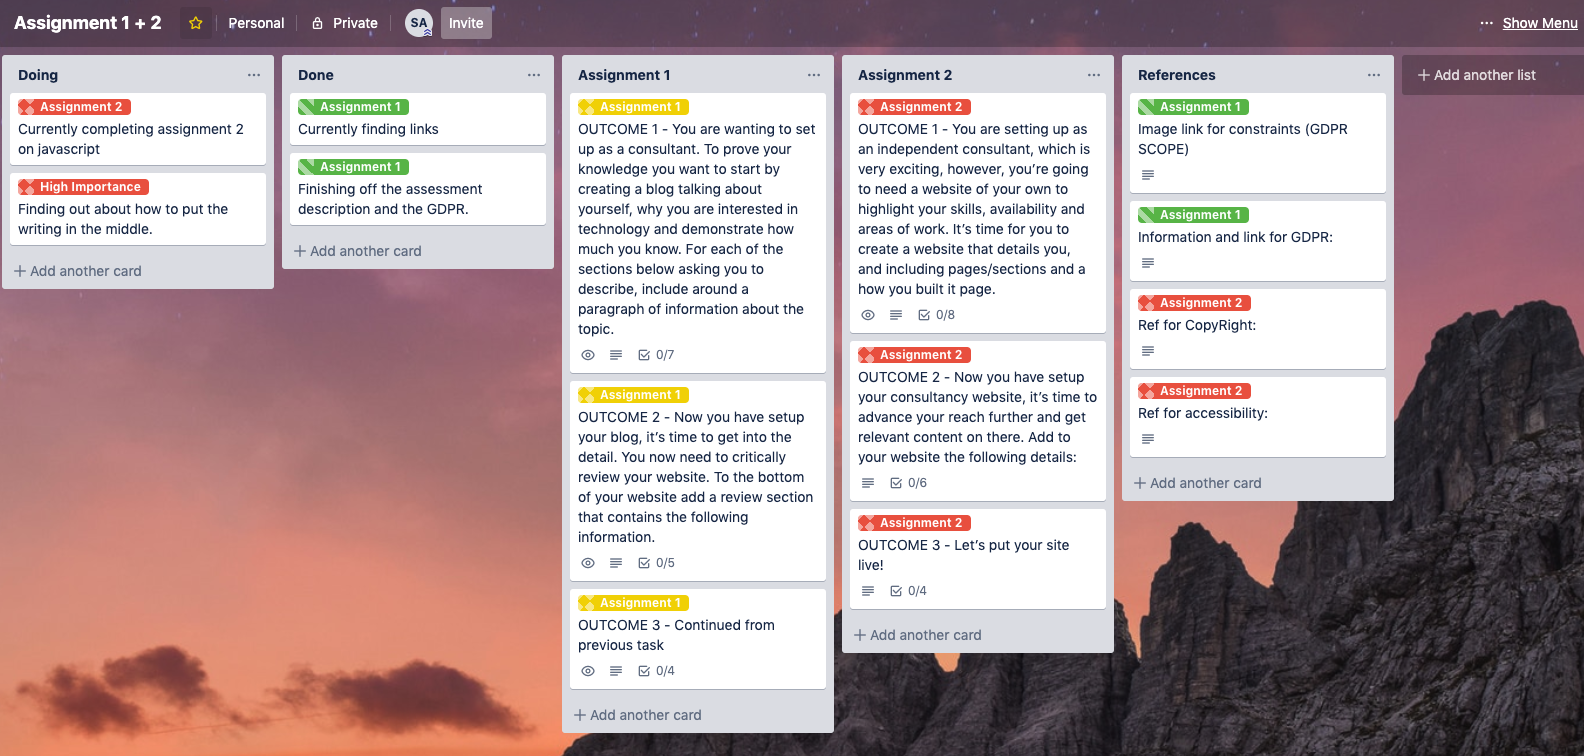 Assignment 1 + 2
Personal
Private
SA
Invite
Show Menu
Doing
Assignment 2
Currently completing assignment 2
on javascript
High Importance
Finding out about how to put the
writing in the middle.
Add another card
Done
Assignment 1
Currently finding links
Assignment 1
Finishing off the assessment
description and the GDPR.
Add another card
Assignment 1
Assignment 1
OUTCOME 1 - You are wanting to set
up as a consultant. To prove your
knowledge you want to start by
creating a blog talking about
yourself, why you are interested in
technology and demonstrate how
much you know. For each of the
sections below asking you to
describe, include around a
paragraph of information about the
topic.
0/7
Assignment 1
OUTCOME 2 - Now you have setup
your blog, it’s time to get into the
detail. You now need to critically
review your website. To the bottom
of your website add a review section
that contains the following
information.
0/5
Assignment 1
OUTCOME 3 - Continued from
previous task
0/4
Add another card
Assignment 2
Assignment 2
OUTCOME 1 - You are setting up as
an independent consultant, which is
very exciting, however, you’re going
to need a website of your own to
highlight your skills, availability and
areas of work. It’s time for you to
create a website that details you,
and including pages/sections and a
how you built it page.
0/8
Assignment 2
OUTCOME 2 - Now you have setup
your consultancy website, it’s time to
advance your reach further and get
relevant content on there. Add to
your website the following details:
0/6
Assignment 2
OUTCOME 3 - Let’s put your site
live!
0/4
Add another card
References
Assignment 1
Image link for constraints (GDPR
SCOPE)
Assignment 1
Information and link for GDPR:
Assignment 2
Ref for CopyRight:
Assignment 2
Ref for accessibility:
Add another card
Add another list